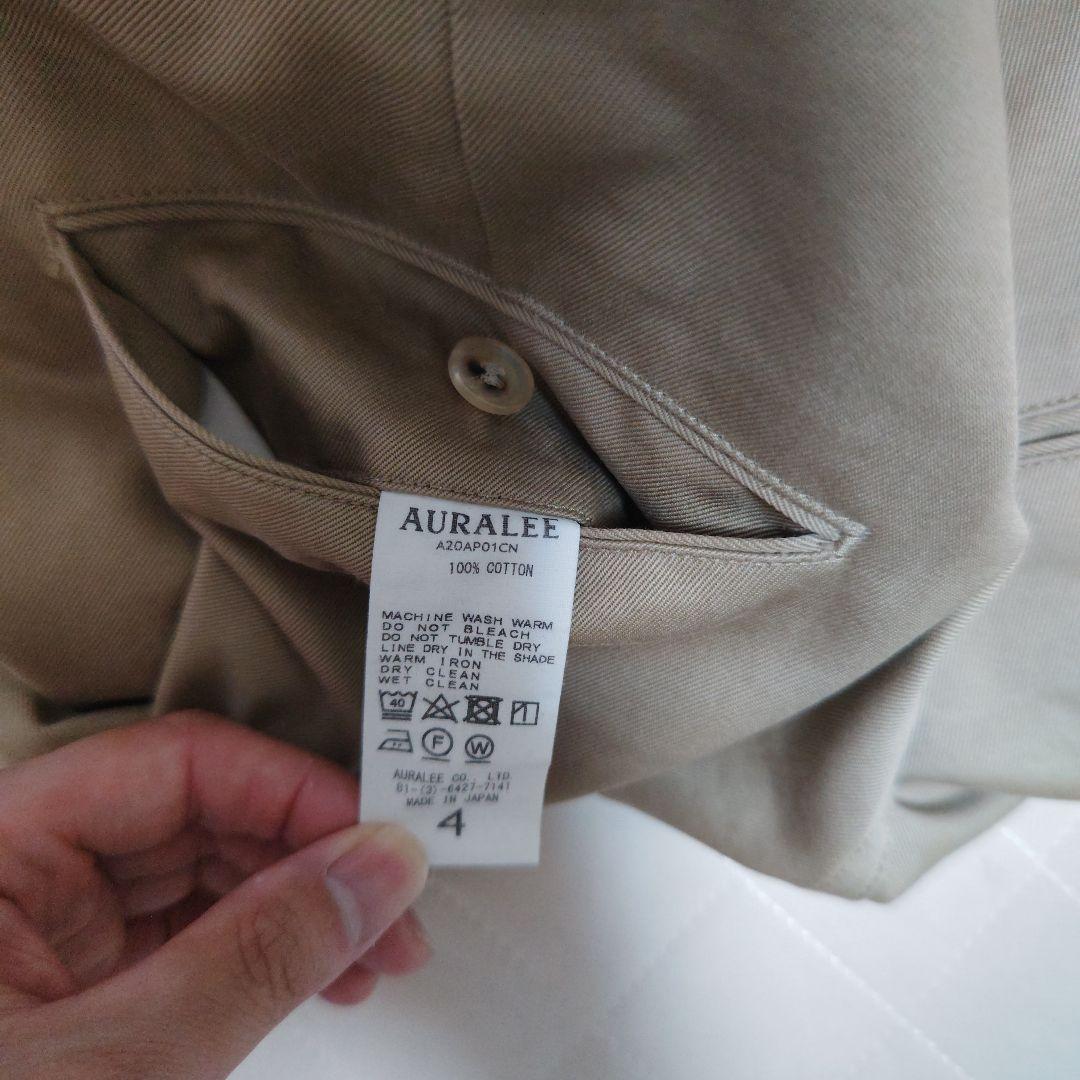 AURALEE
A20AP01CN
100% COTTON
MACHINE WASH WARM
DO NOT BLEACH
DO NOT TUMBLE DRY
LINE DRY IN THE SHADE
WARM IRON
DRY CLEAN
WET CLEAN
40
F W
AURALEE CO., LTD.
81-(3)-6427-7141
MADE IN JAPAN
4